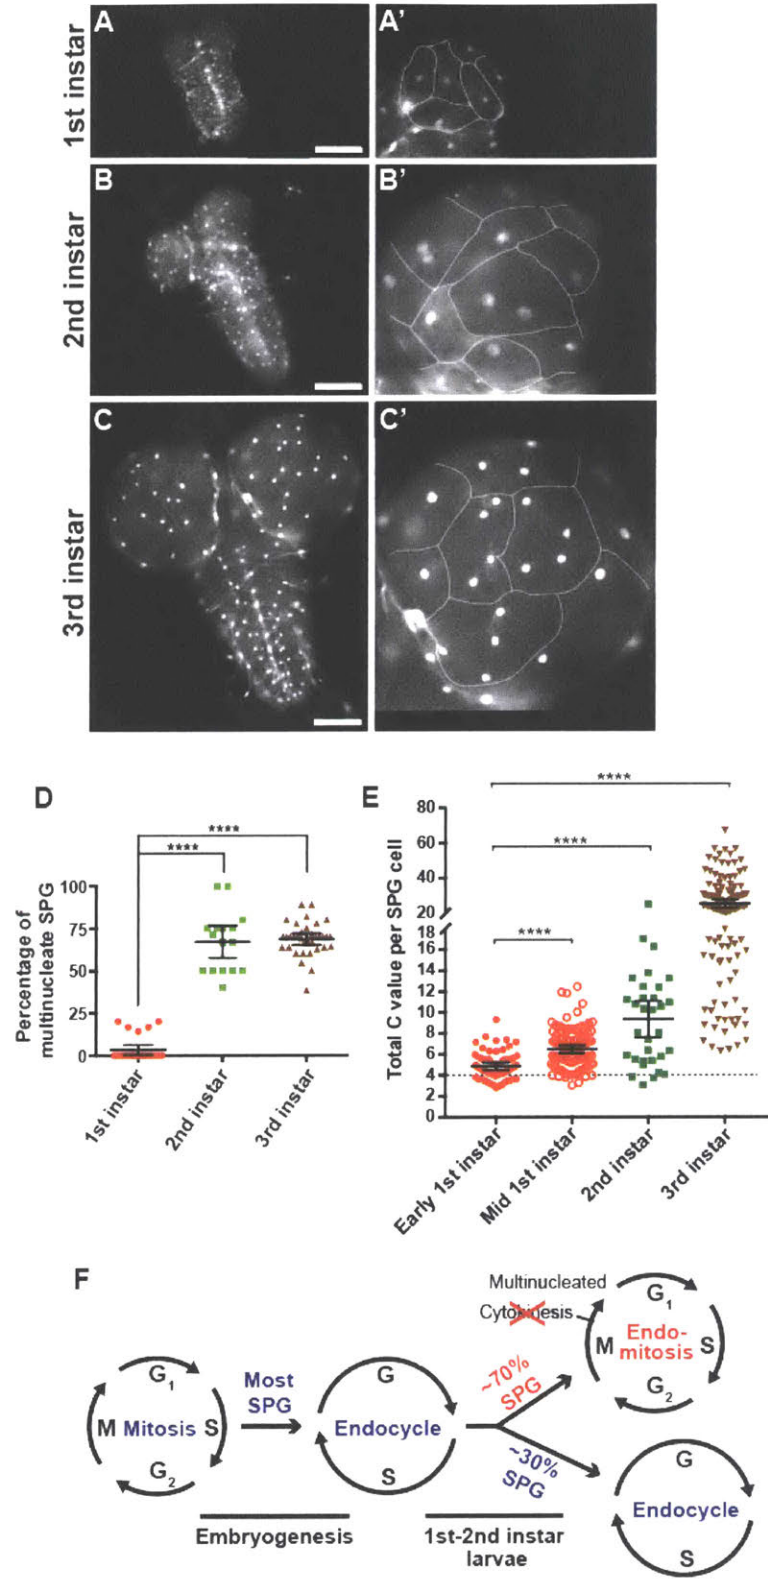 A
A'
1st instar
B
B'
2nd instar
C
C'
3rd instar
D
****
****
Percentage of
multinucleate SPG
100
75
50
25
0
1st instar
2nd instar
3rd instar
E
****
****
****
Total C value per SPG cell
80
60
40
20
18
16
14
12
10
8
6
4
2
0
Early 1st instar
Mid 1st instar
2nd instar
3rd instar
F
G1
M Mitosis S
G2
Most
SPG
G
Endocycle
S
~70%
SPG
~30%
SPG
Multinucleated
Cytokinesis
G1
M Endo-
mitosis S
G2
G
Endocycle
S
Embryogenesis
1st-2nd instar
larvae